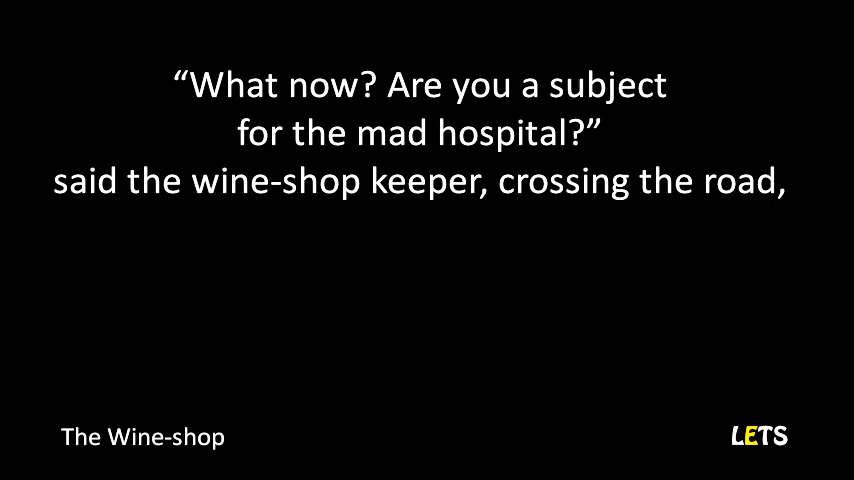 “What now? Are you a subject
for the mad hospital?”
said the wine-shop keeper, crossing the road,
The Wine-shop
LETS